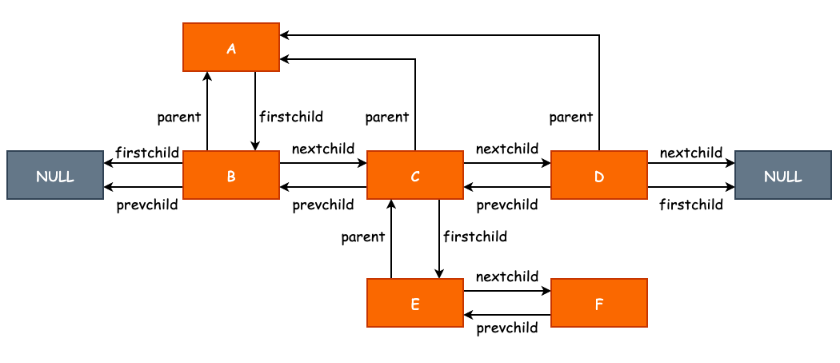 A
parent
firstchild
parent
parent
firstchild
nextchild
nextchild
nextchild
NULL
B
C
D
NULL
prevchild
prevchild
prevchild
firstchild
parent
firstchild
nextchild
E
F
prevchild